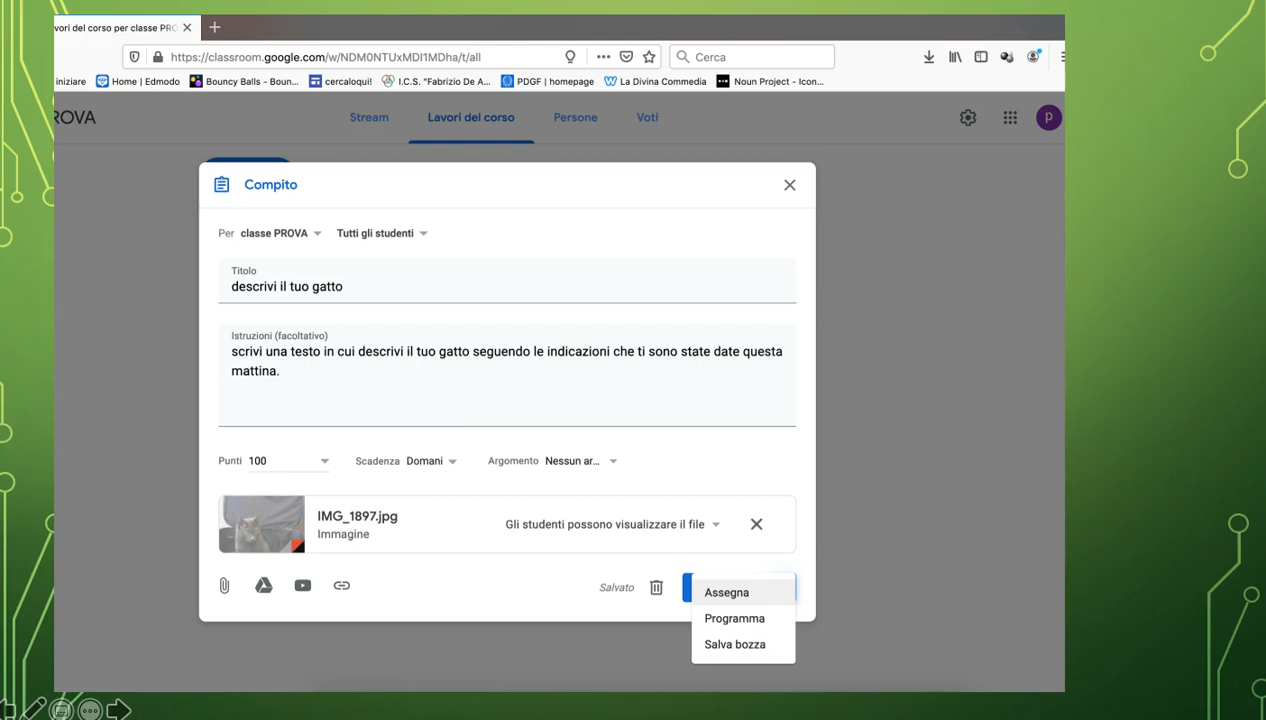 vori del corso per classe PRO
https://classroom.google.com/w/NDM0NTUxMDI1MDha/t/all
Cerca
iniziare
Home | Edmodo
Bouncy Balls - Boun...
cercaloqui!
I.C.S. "Fabrizio De A...
PDGF | homepage
La Divina Commedia
Noun Project - Icon...
ROVA
Stream
Lavori del corso
Persone
Voti
p
Compito
Per classe PROVA
Tutti gli studenti
Titolo
descrivi il tuo gatto
Istruzioni (facoltativo)
scrivi una testo in cui descrivi il tuo gatto seguendo le indicazioni che ti sono state date questa
mattina.
Punti 100
Scadenza Domani
Argomento Nessun ar...
IMG_1897.jpg
Immagine
Gli studenti possono visualizzare il file
Salvato
Assegna
Programma
Salva bozza